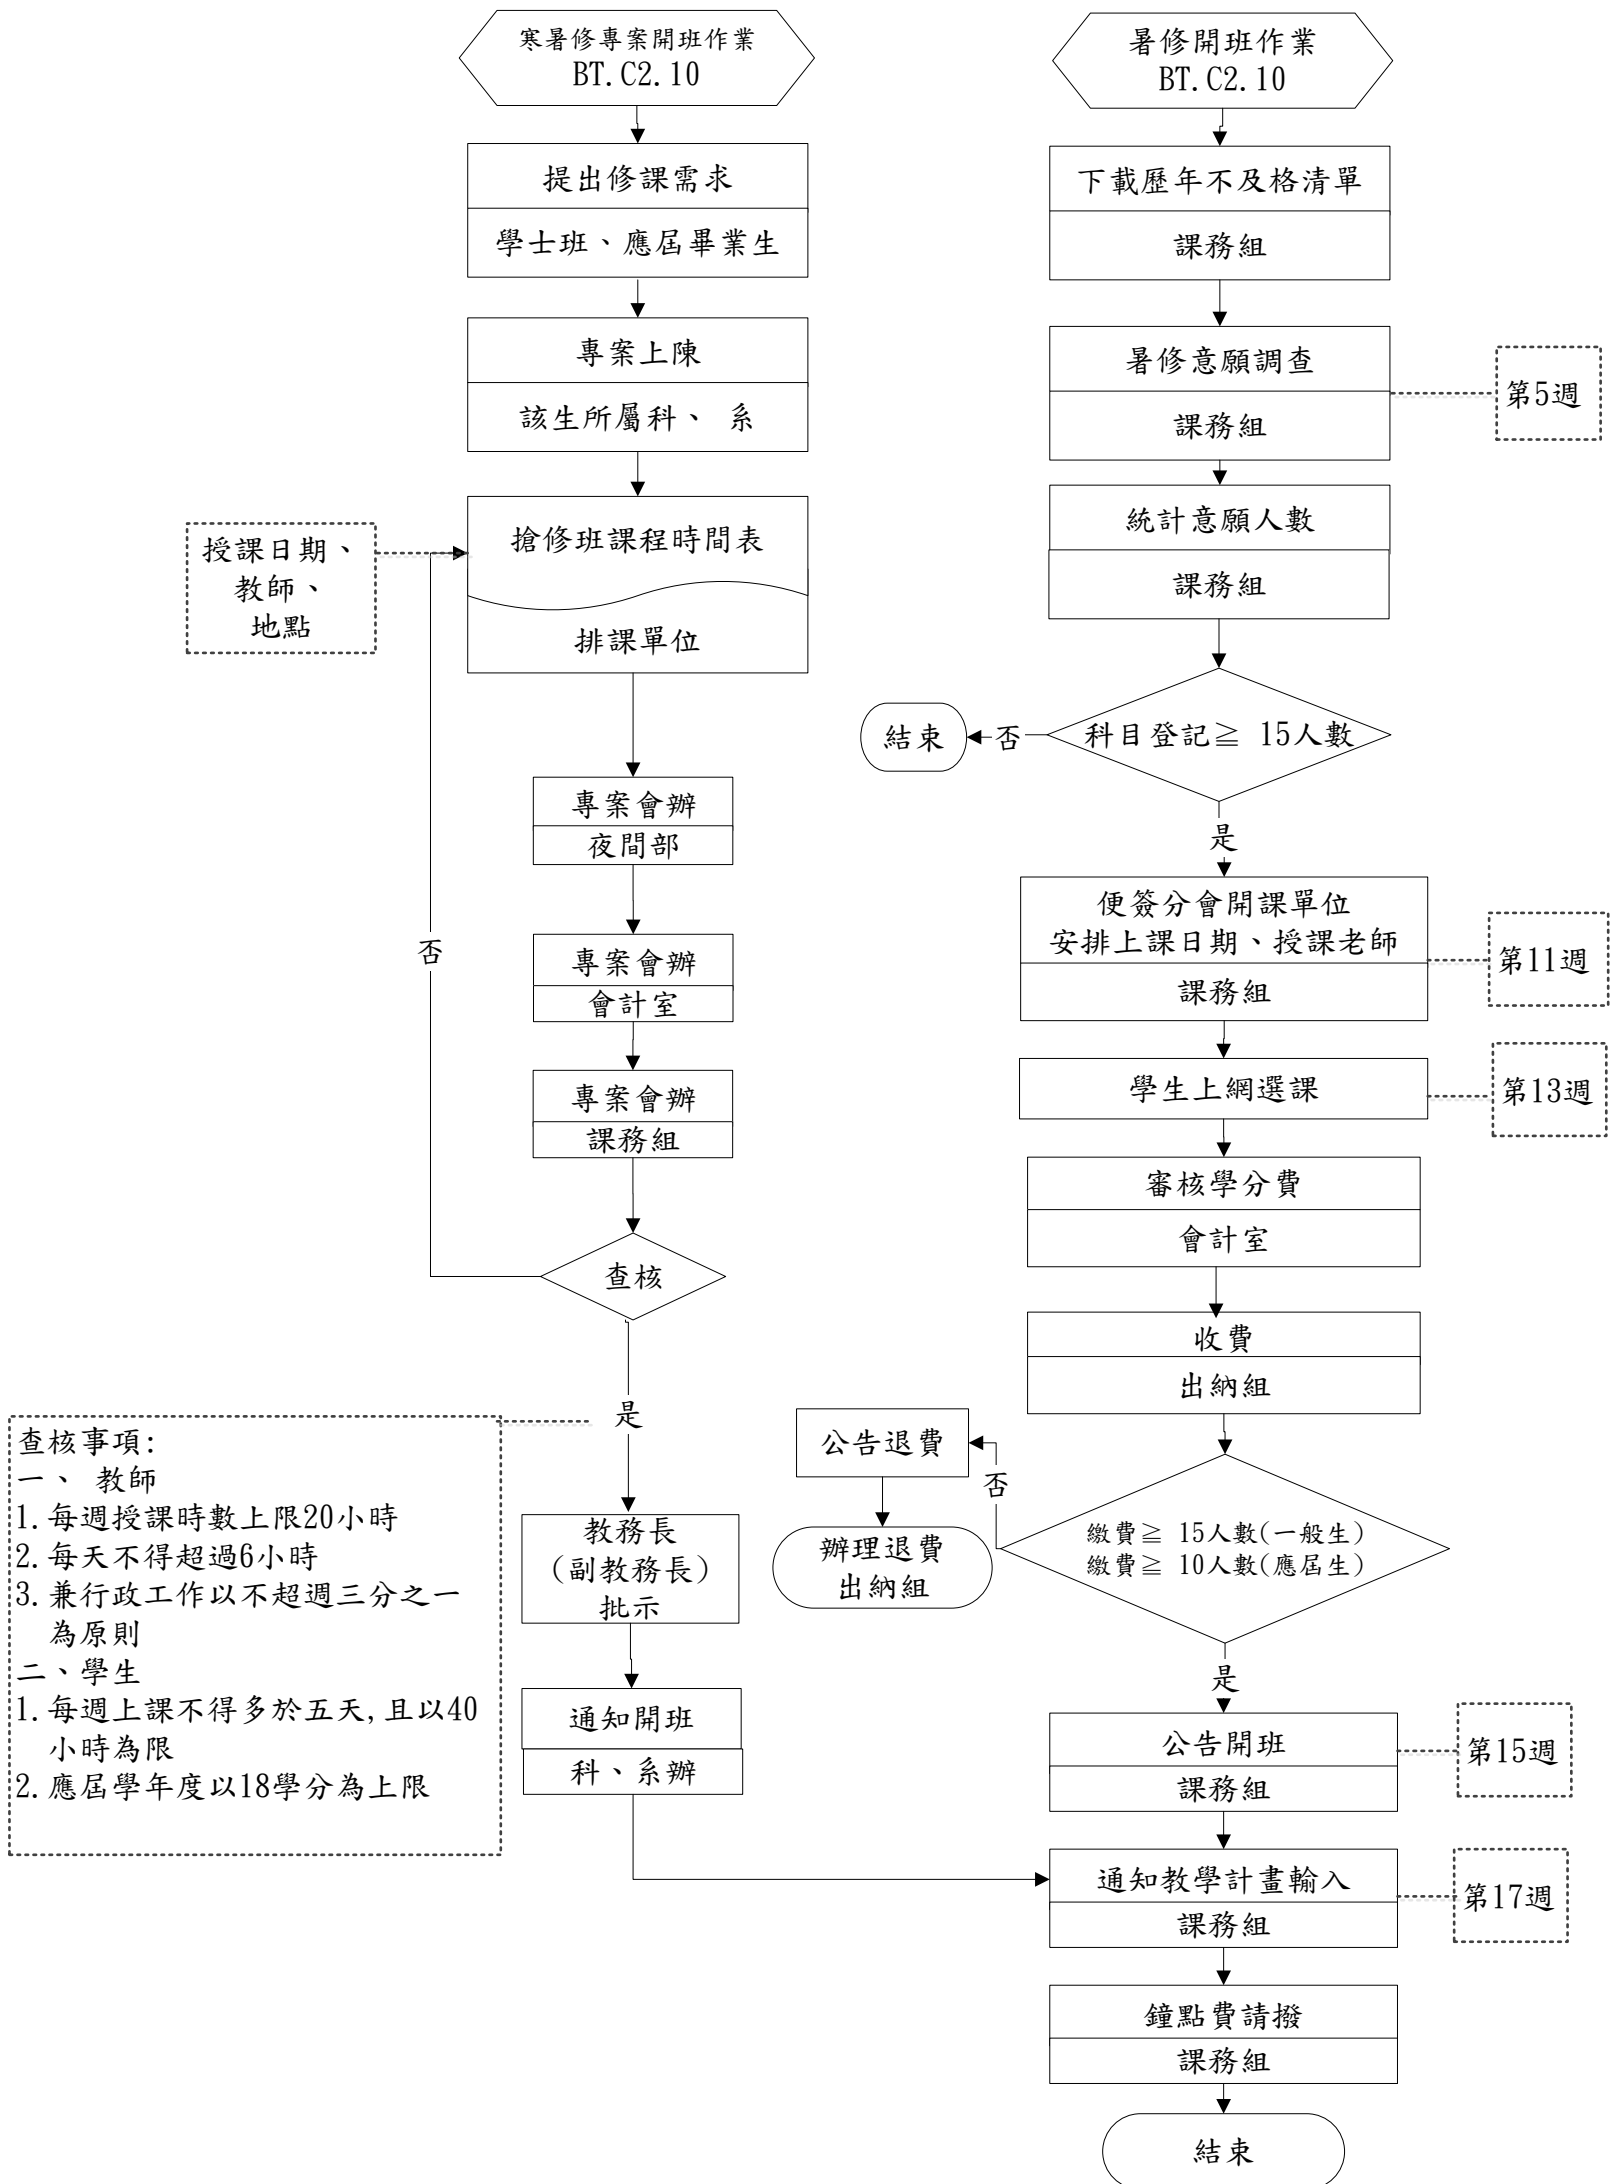 寒暑修專案開班作業
BT.C2.10
提出修課需求
學士班、應屆畢業生
專案上陳
該生所屬科、 系
搶修班課程時間表
排課單位
授課日期、
教師、
地點
專案會辦
夜間部
專案會辦
會計室
專案會辦
課務組
查核
否
是
查核事項:
一、 教師
1.每週授課時數上限20小時
2.每天不得超過6小時
3.兼行政工作以不超週三分之一
為原則
二、學生
1.每週上課不得多於五天,且以40
小時為限
2.應屆學年度以18學分為上限
教務長
(副教務長)
批示
通知開班
科、系辦
暑修開班作業
BT.C2.10
下載歷年不及格清單
課務組
暑修意願調查
課務組
第5週
統計意願人數
課務組
科目登記≧ 15人數
否
結束
是
便簽分會開課單位
安排上課日期、授課老師
課務組
第11週
學生上網選課
第13週
審核學分費
會計室
收費
出納組
繳費≧ 15人數(一般生)
繳費≧ 10人數(應屆生)
否
公告退費
辦理退費
出納組
是
公告開班
課務組
第15週
通知教學計畫輸入
課務組
第17週
鐘點費請撥
課務組
結束